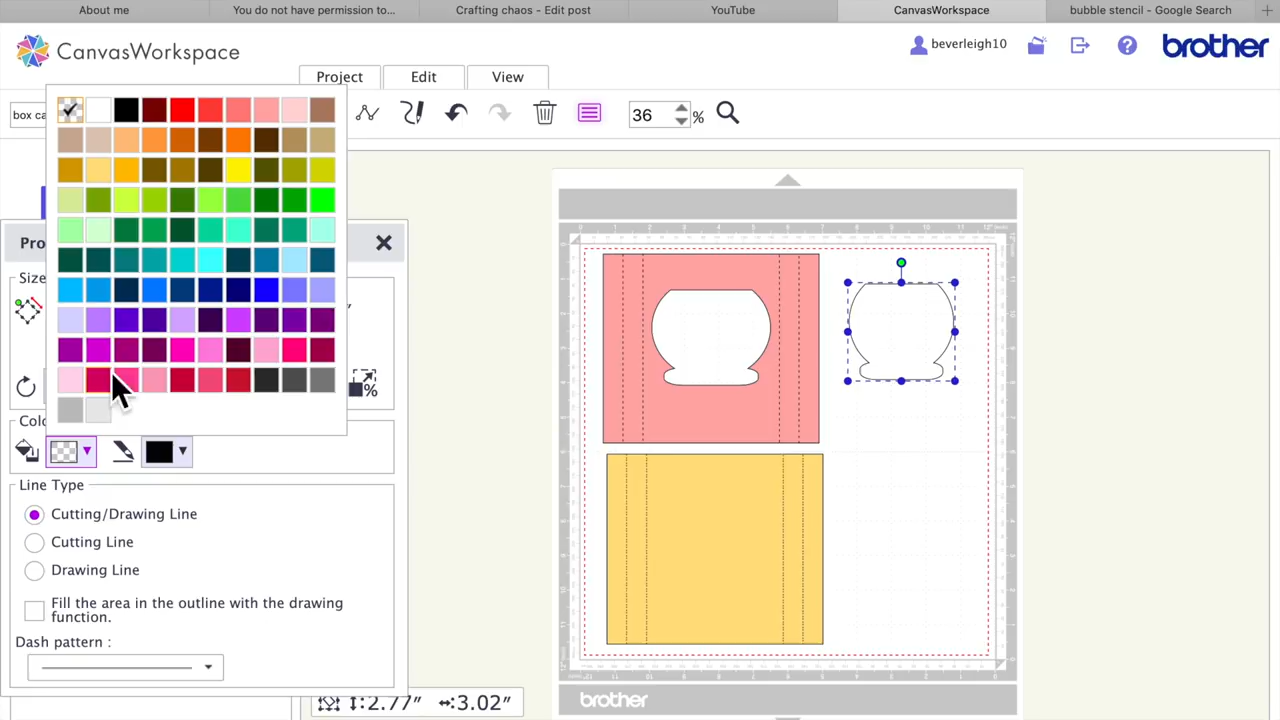 About me
You do not have permission to...
Crafting chaos - Edit post
YouTube
CanvasWorkspace
bubble stencil - Google Search
CanvasWorkspace
beverleigh10
brother
Project
Edit
View
box ca
36
%
Pro
Size
%
Colo
Line Type
Cutting/Drawing Line
Cutting Line
Drawing Line
Fill the area in the outline with the drawing
function.
Dash pattern :
2.77"
3.02"
brother